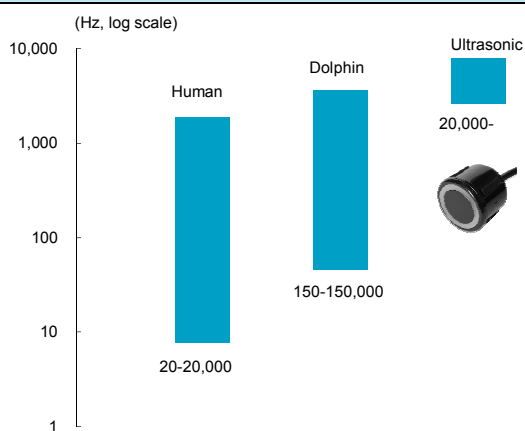 (Hz, log scale)
10,000
Ultrasonic
Dolphin
Human
20,000-
1,000
100
150-150,000
10
20-20,000
1